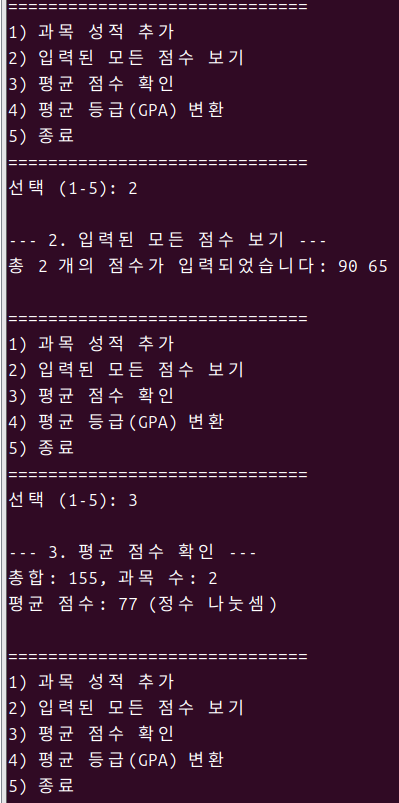 ==============================
1) 과목 성적 추가
2) 입력된 모든 점수 보기
3) 평균 점수 확인
4) 평균 등급(GPA) 변환
5) 종료
==============================
선택 (1-5): 2
--- 2. 입력된 모든 점수 보기 ---
총 2 개의 점수가 입력되었습니다: 90 65
==============================
1) 과목 성적 추가
2) 입력된 모든 점수 보기
3) 평균 점수 확인
4) 평균 등급(GPA) 변환
5) 종료
==============================
선택 (1-5): 3
--- 3. 평균 점수 확인 ---
총합: 155, 과목 수: 2
평균 점수: 77 (정수 나눗셈)
==============================
1) 과목 성적 추가
2) 입력된 모든 점수 보기
3) 평균 점수 확인
4) 평균 등급(GPA) 변환
5) 종료